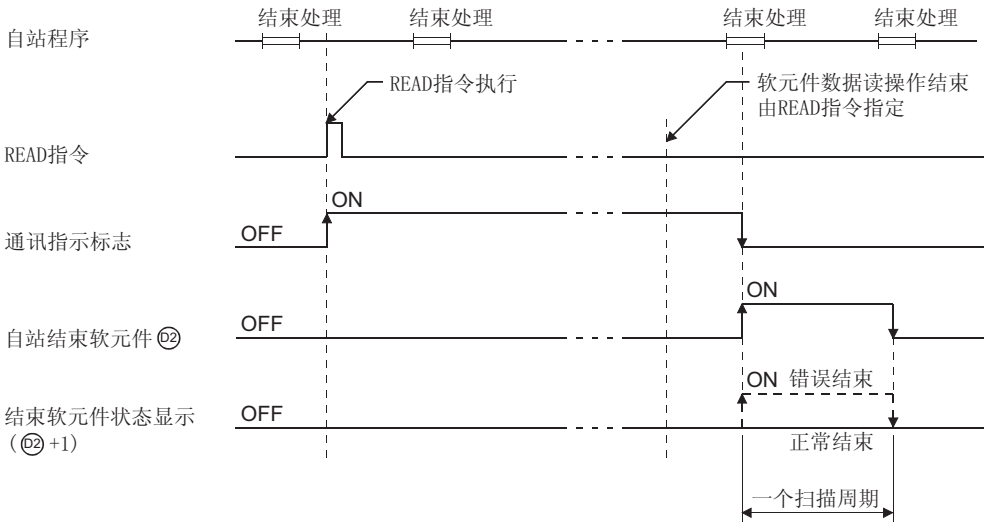 结束处理 结束处理 结束处理 结束处理
自站程序
READ指令执行
软元件数据读操作结束
由READ指令指定
READ指令
ON
通讯指示标志
OFF
ON
自站结束软元件 D2
OFF
ON 错误结束
结束软元件状态显示
OFF
( D2 +1)
正常结束
一个扫描周期